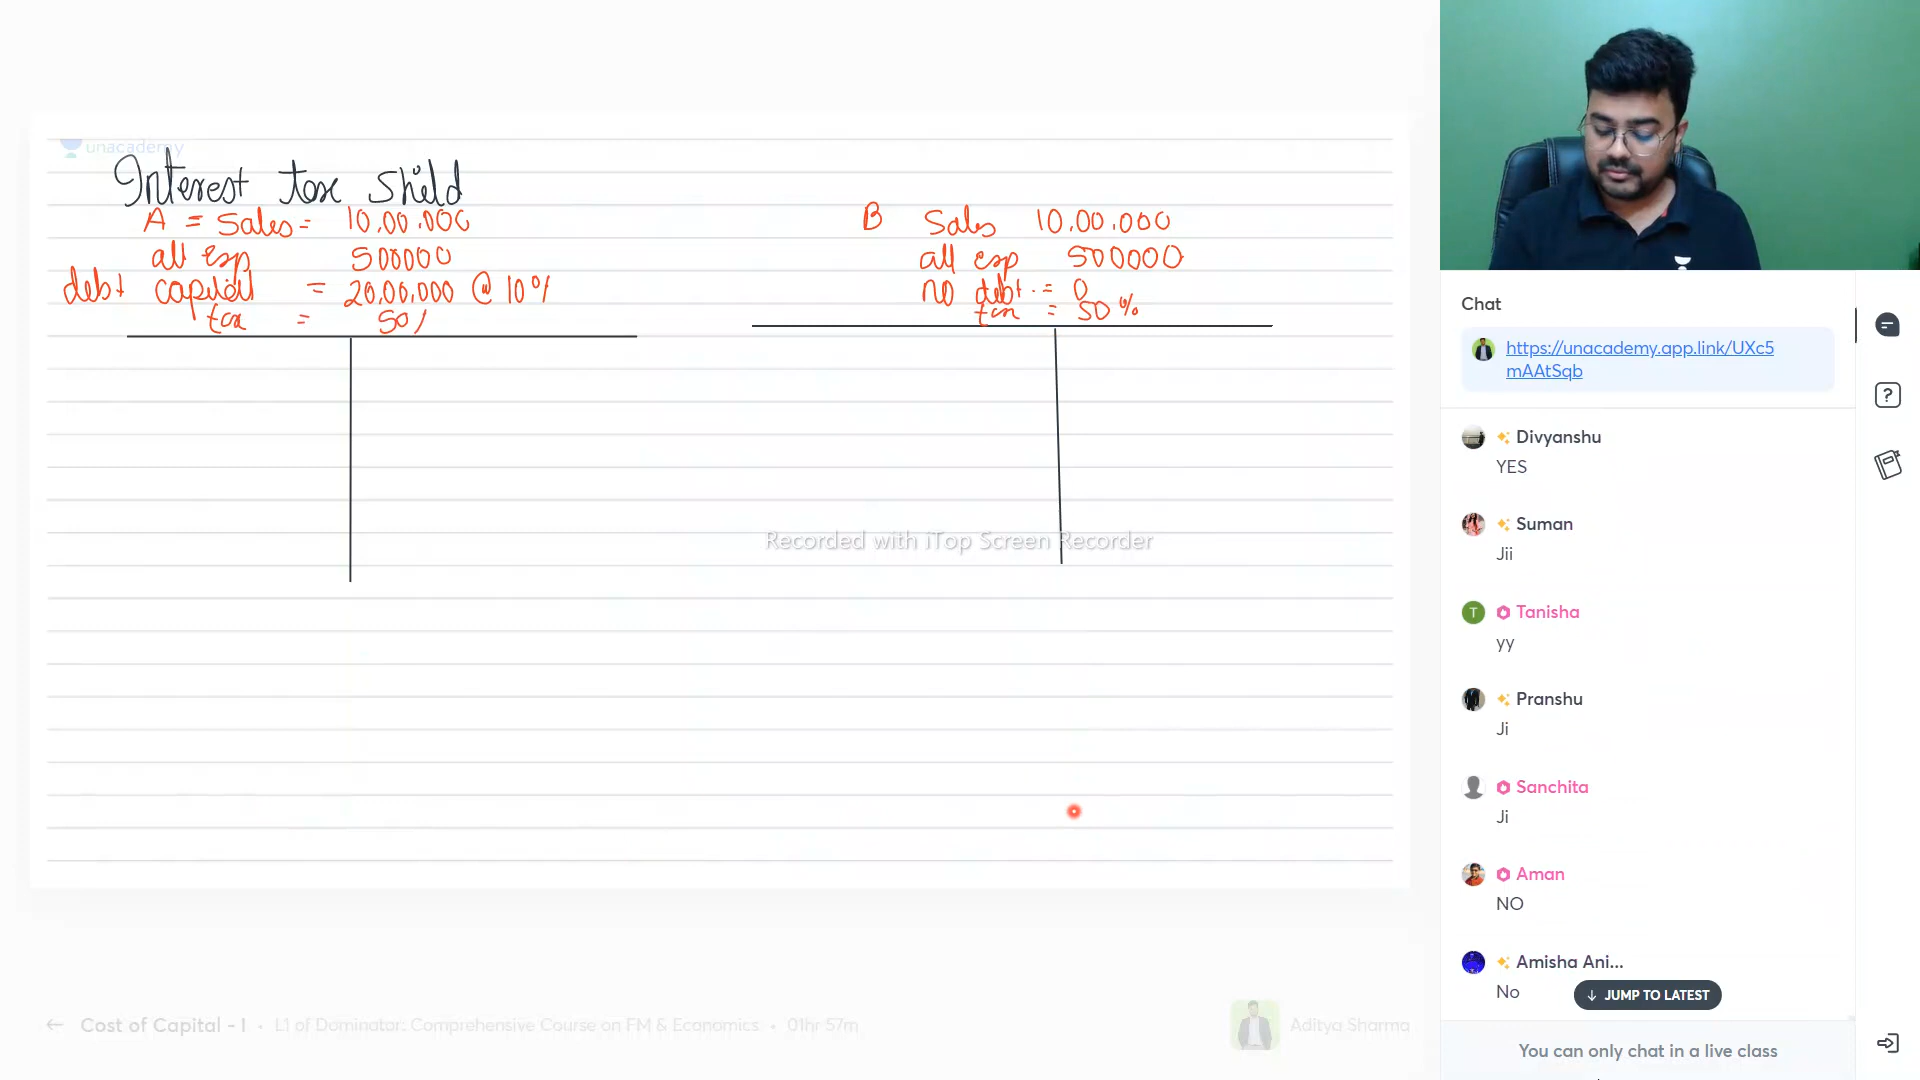 unacademy
Interest tax Shild
A = Sales = 10,00,000
all exp 500000
debt capital = 20,00,000 @ 10%
tax = 50%
B Sales 10,00,000
all exp 500000
no debt = 0
tax = 50%
Recorded with iTop Screen Recorder
Cost of Capital - I • L1 of Dominator: Comprehensive Course on FM & Economics • 01hr 57m
Aditya Sharma
Chat
https://unacademy.app.link/UXc5
mAAtSqb
Divyanshu
YES
Suman
Jii
T Tanisha
yy
Pranshu
Ji
Sanchita
Ji
Aman
NO
Amisha Ani...
No
JUMP TO LATEST
You can only chat in a live class